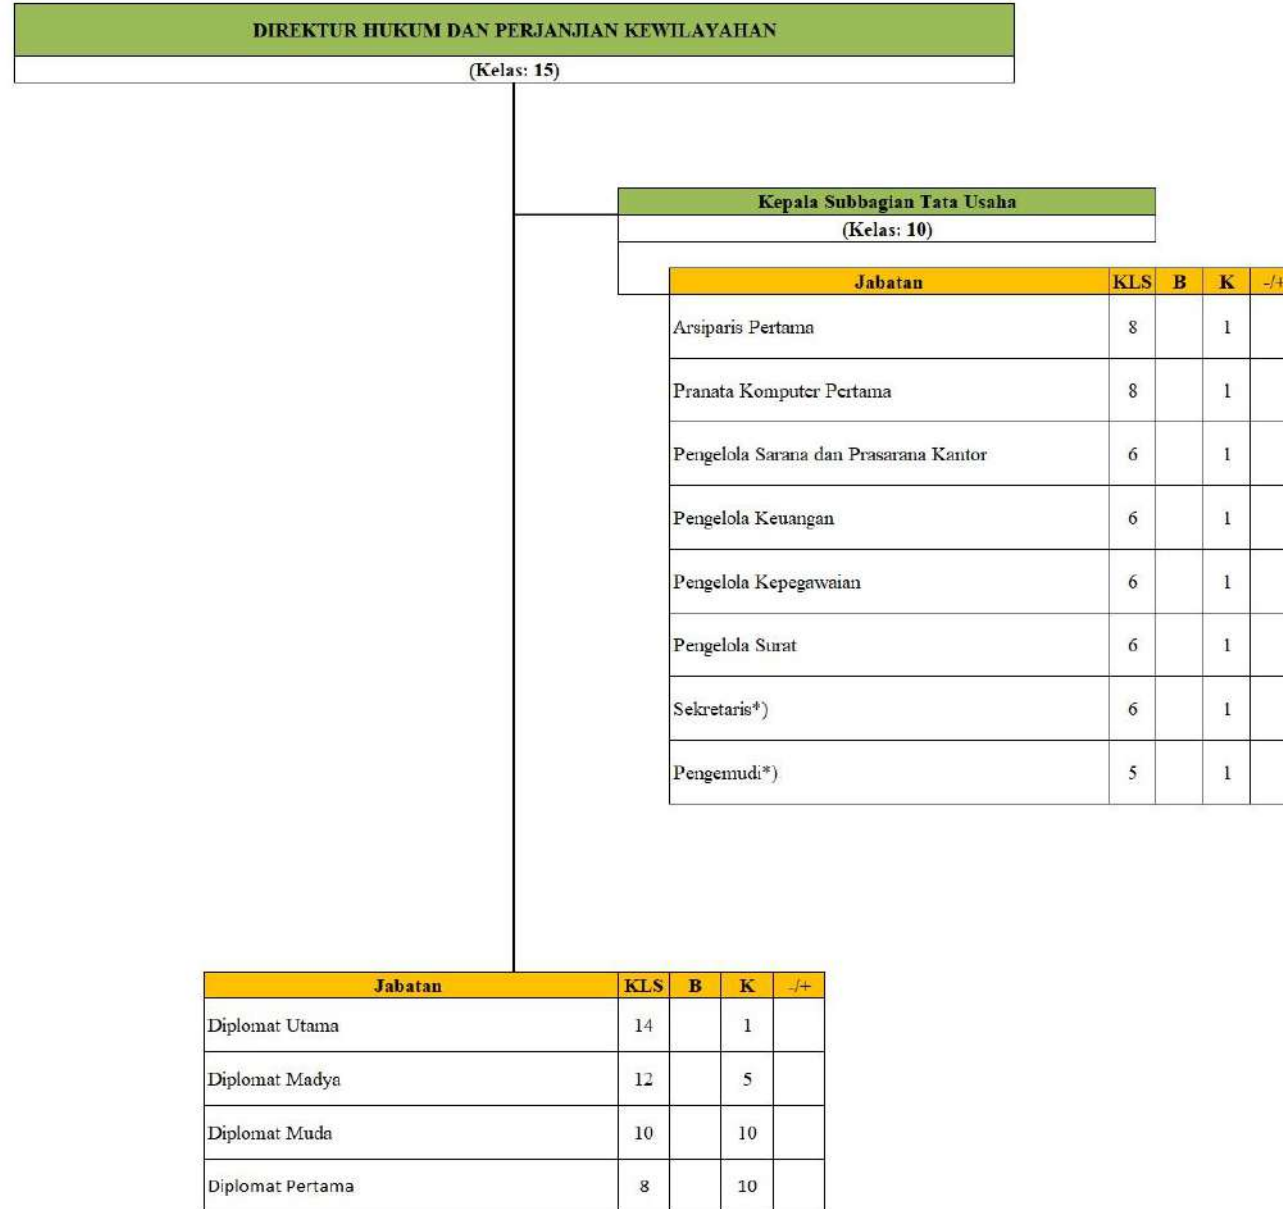 DIREKTUR HUKUM DAN PERJANJIAN KEWILAYAHAN
(Kelas: 15)
Kepala Subbagian Tata Usaha
(Kelas: 10)
Jabatan KLS B K -/+
Arsiparis Pertama 8 1
Pranata Komputer Pertama 8 1
Pengelola Sarana dan Prasarana Kantor 6 1
Pengelola Keuangan 6 1
Pengelola Kepegawaian 6 1
Pengelola Surat 6 1
Sekretaris*) 6 1
Pengemudi*) 5 1
Jabatan KLS B K -/+
Diplomat Utama 14 1
Diplomat Madya 12 5
Diplomat Muda 10 10
Diplomat Pertama 8 10